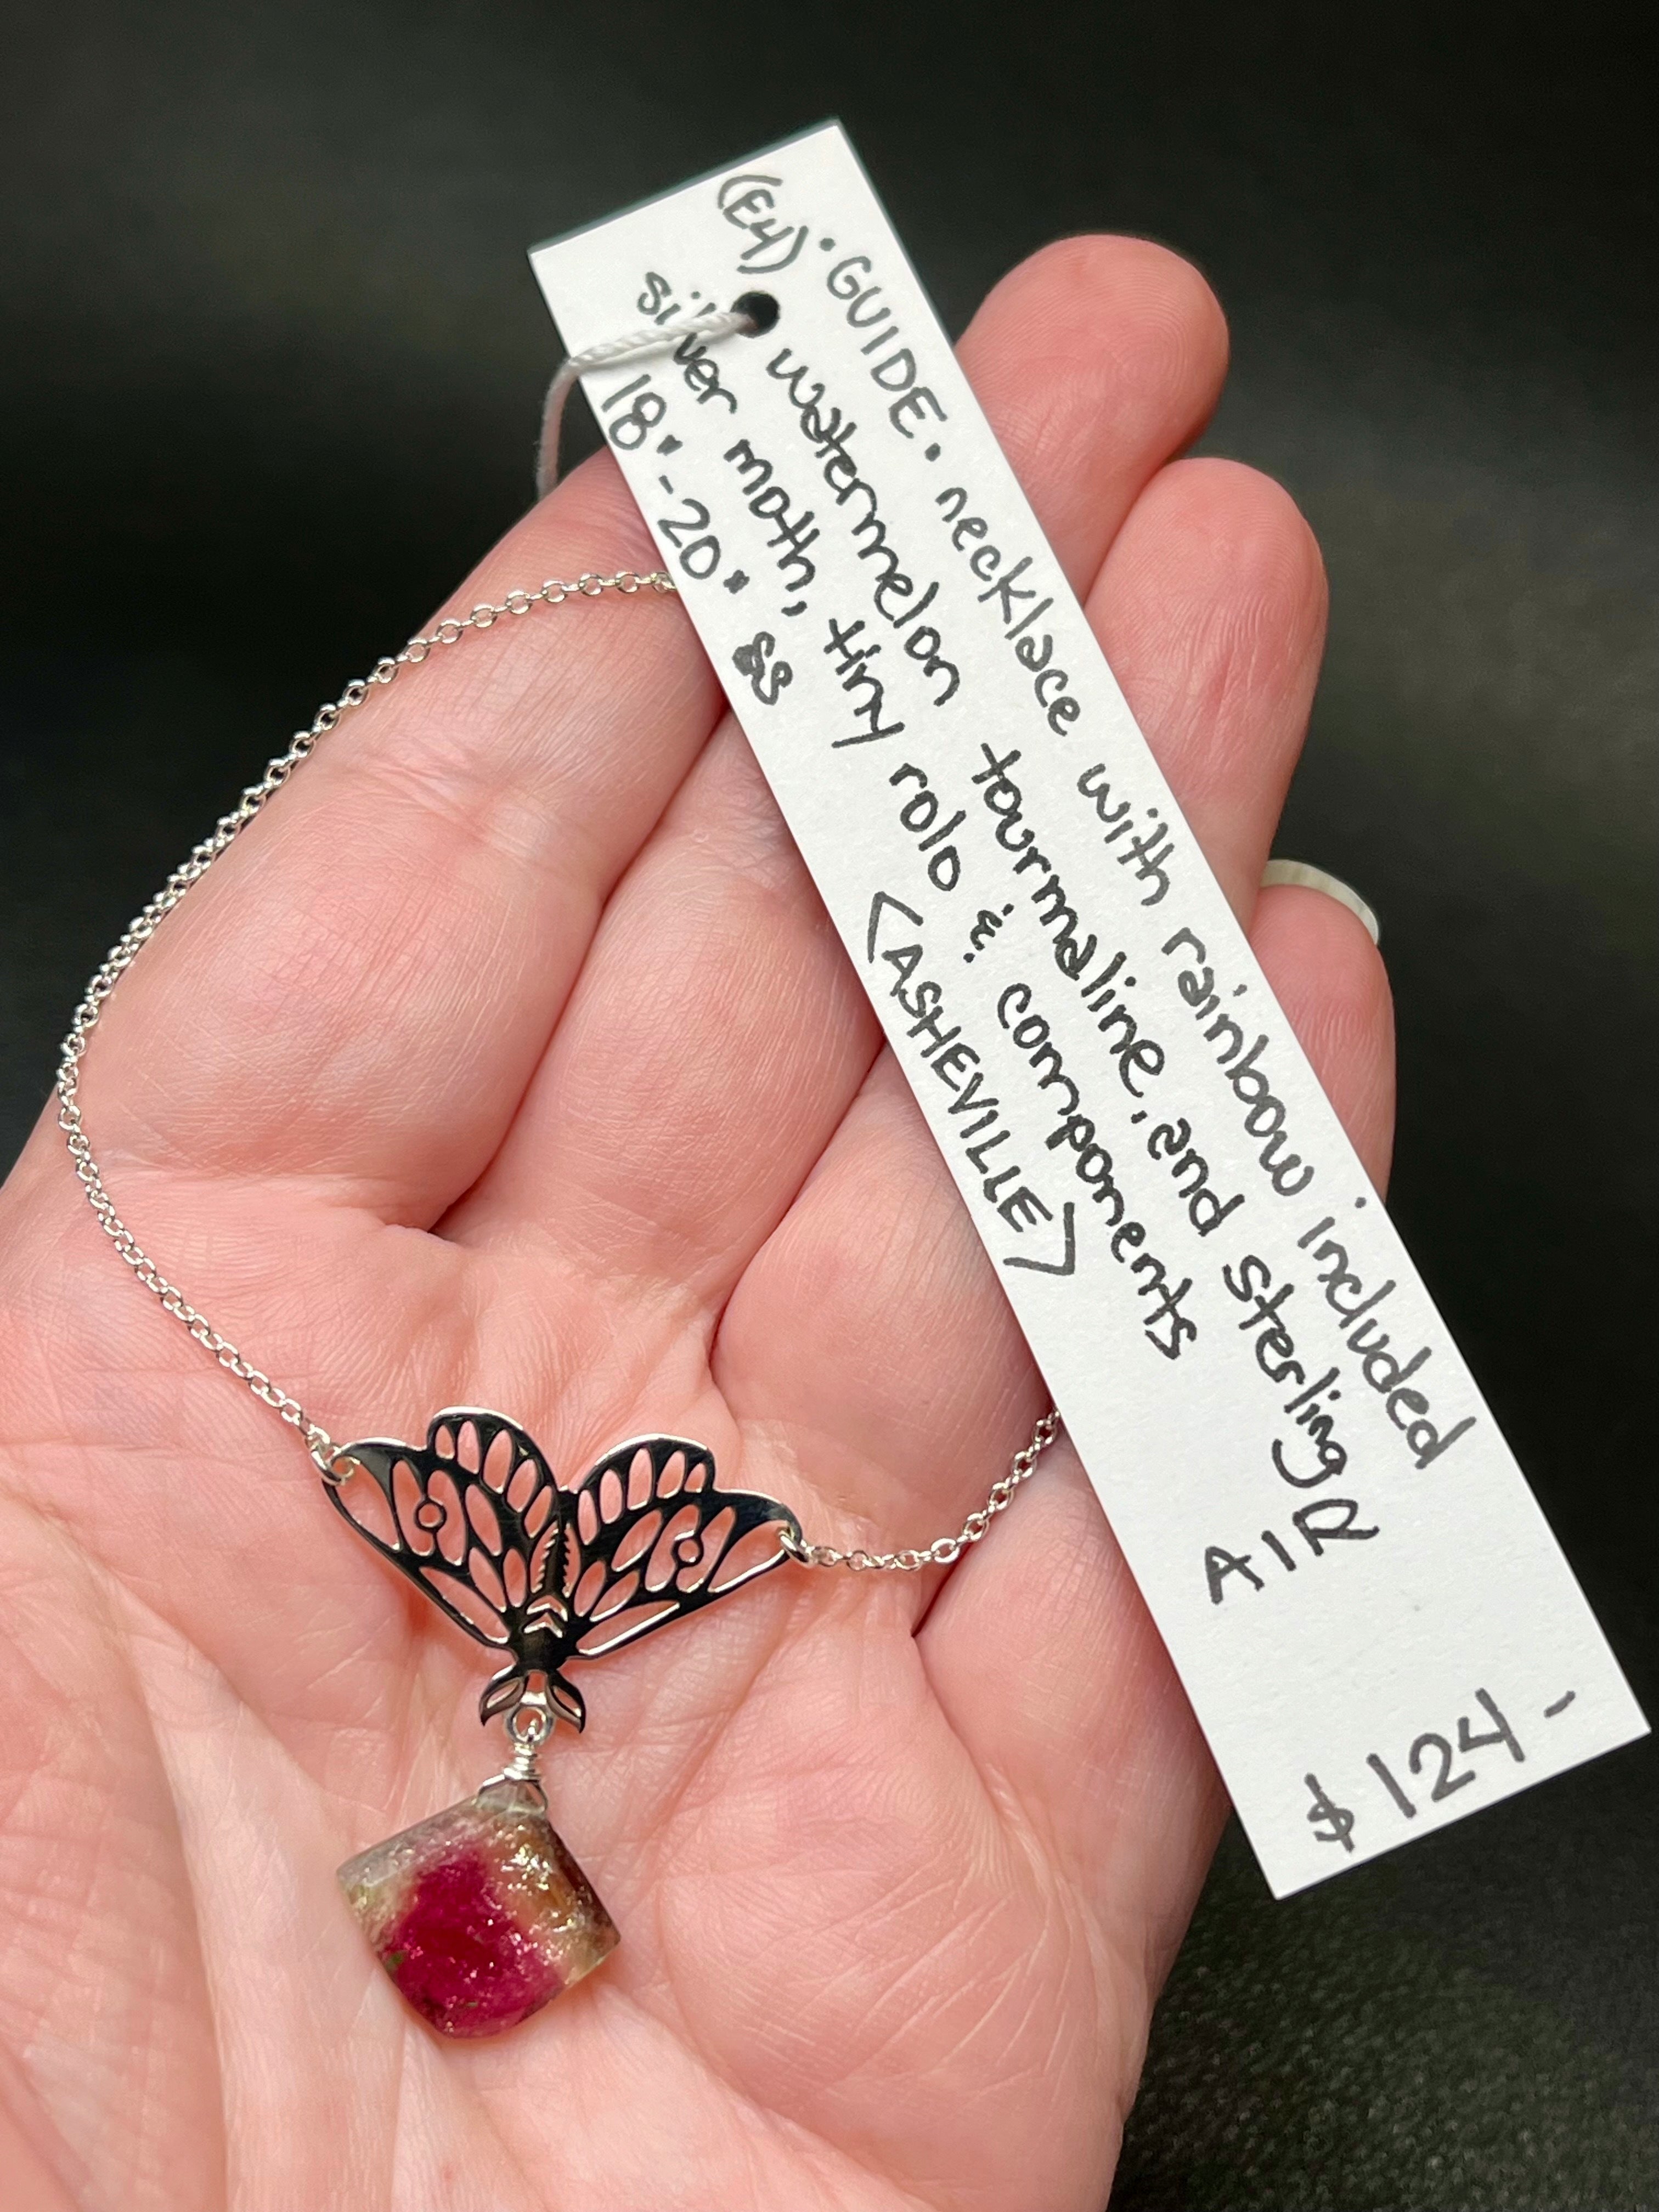 • GUIDE • necklace with rainbow included
(E4) watermelon tourmaline, and sterling
silver moth, tiny rolo & components
18"-20" SS <ASHEVILLE>
AIR
$124-